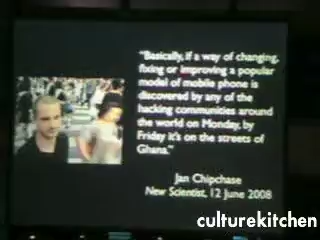 "Basically, if a way of changing,
fixing or improving a popular
model of mobile phone is
discovered by any of the
hacking communities around
the world on Monday, by
Friday it's on the streets of
Ghana."
Jan Chipchase
New Scientist, 12 June 2008
culturekitchen